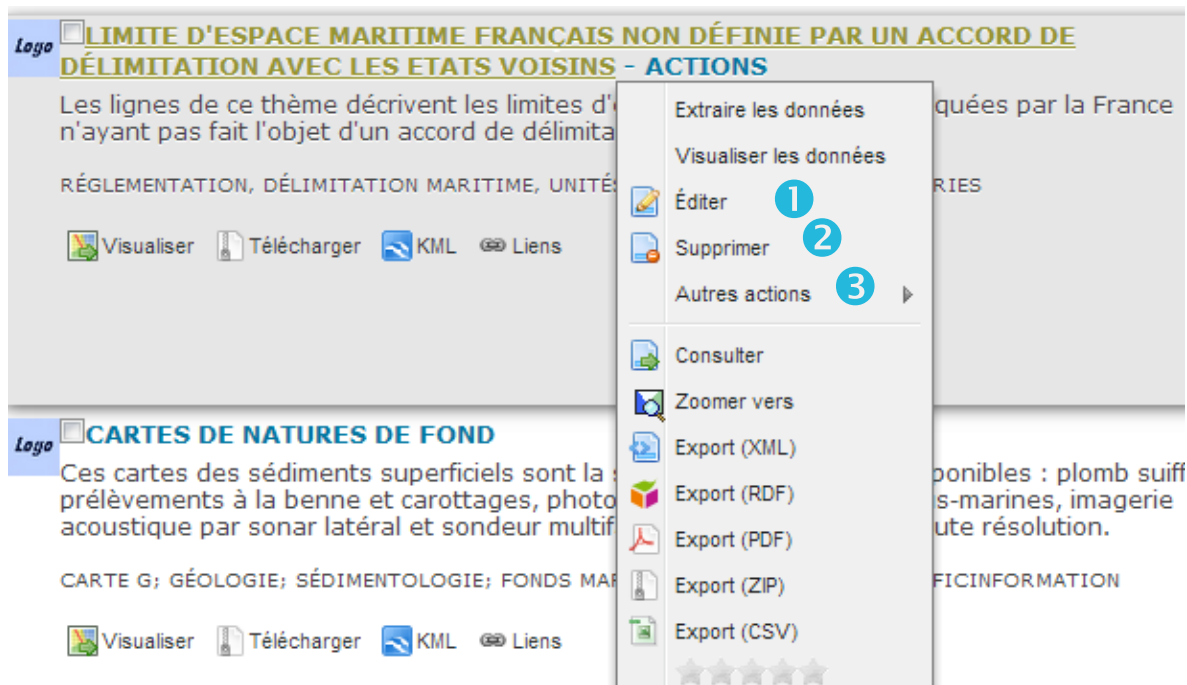 Logo LIMITE D'ESPACE MARITIME FRANÇAIS NON DÉFINIE PAR UN ACCORD DE
DÉLIMITATION AVEC LES ETATS VOISINS - ACTIONS
Les lignes de ce thème décrivent les limites d' quées par la France
n'ayant pas fait l'objet d'un accord de délimita
RÉGLEMENTATION, DÉLIMITATION MARITIME, UNITÉ RIES
Visualiser Télécharger KML Liens
Extraire les données
Visualiser les données
Éditer 1
Supprimer 2
Autres actions 3
Consulter
Zoomer vers
Export (XML)
Export (RDF)
Export (PDF)
Export (ZIP)
Export (CSV)
Logo CARTES DE NATURES DE FOND
Ces cartes des sédiments superficiels sont la ponibles : plomb suiff
prélèvements à la benne et carottages, photo s-marines, imagerie
acoustique par sonar latéral et sondeur multif ute résolution.
CARTE G; GÉOLOGIE; SÉDIMENTOLOGIE; FONDS MA FICINFORMATION
Visualiser Télécharger KML Liens